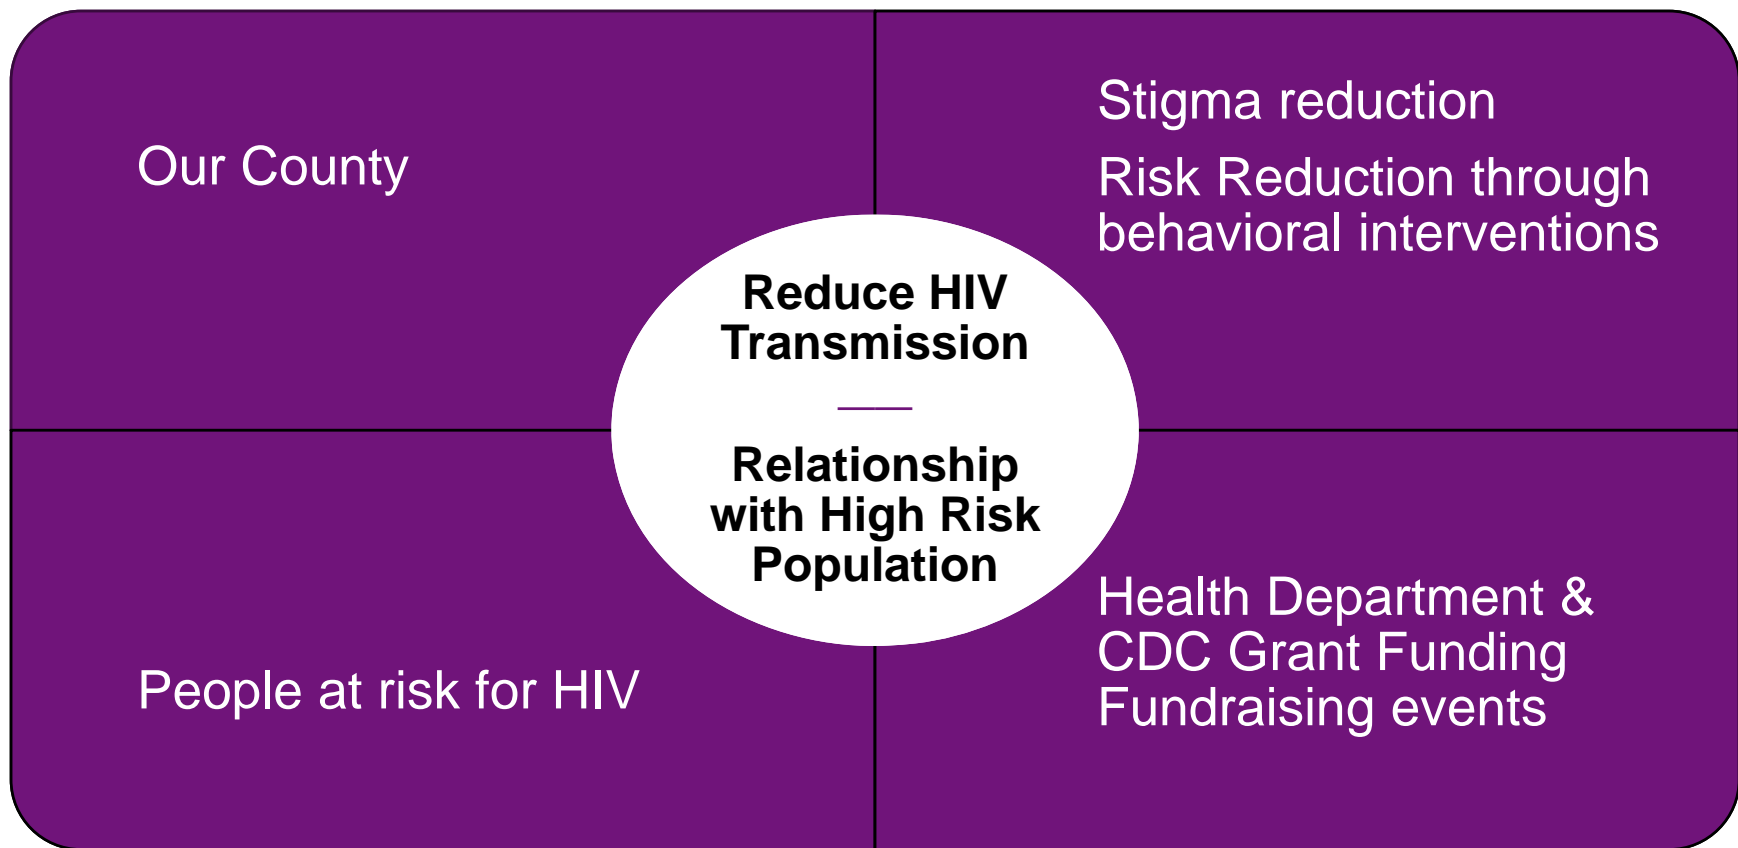 Our County
Stigma reduction
Risk Reduction through
behavioral interventions
Reduce HIV
Transmission
Relationship
with High Risk
Population
People at risk for HIV
Health Department &
CDC Grant Funding
Fundraising events